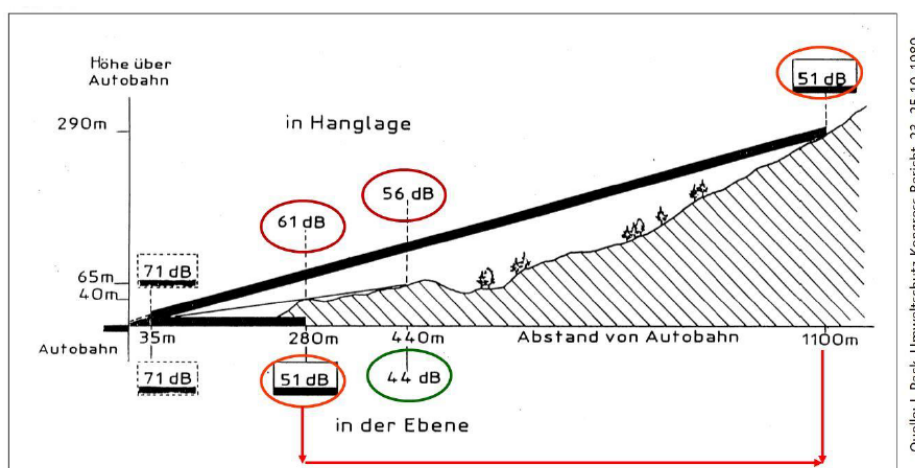 Höhe über
Autobahn
51 dB
290m
in Hanglage
56 dB
61 dB
71 dB
65m
40m
Autobahn
35m
280m
440m
Abstand von Autobahn
1100m
71 dB
51 dB
44 dB
in der Ebene